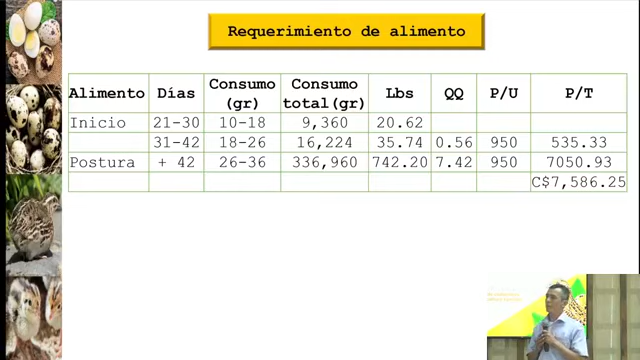 Requerimiento de alimento
Alimento Días Consumo (gr) Consumo total(gr) Lbs QQ P/U P/T
Inicio 21-30 10-18 9,360 20.62
31-42 18-26 16,224 35.74 0.56 950 535.33
Postura + 42 26-36 336,960 742.20 7.42 950 7050.93
C$7,586.25